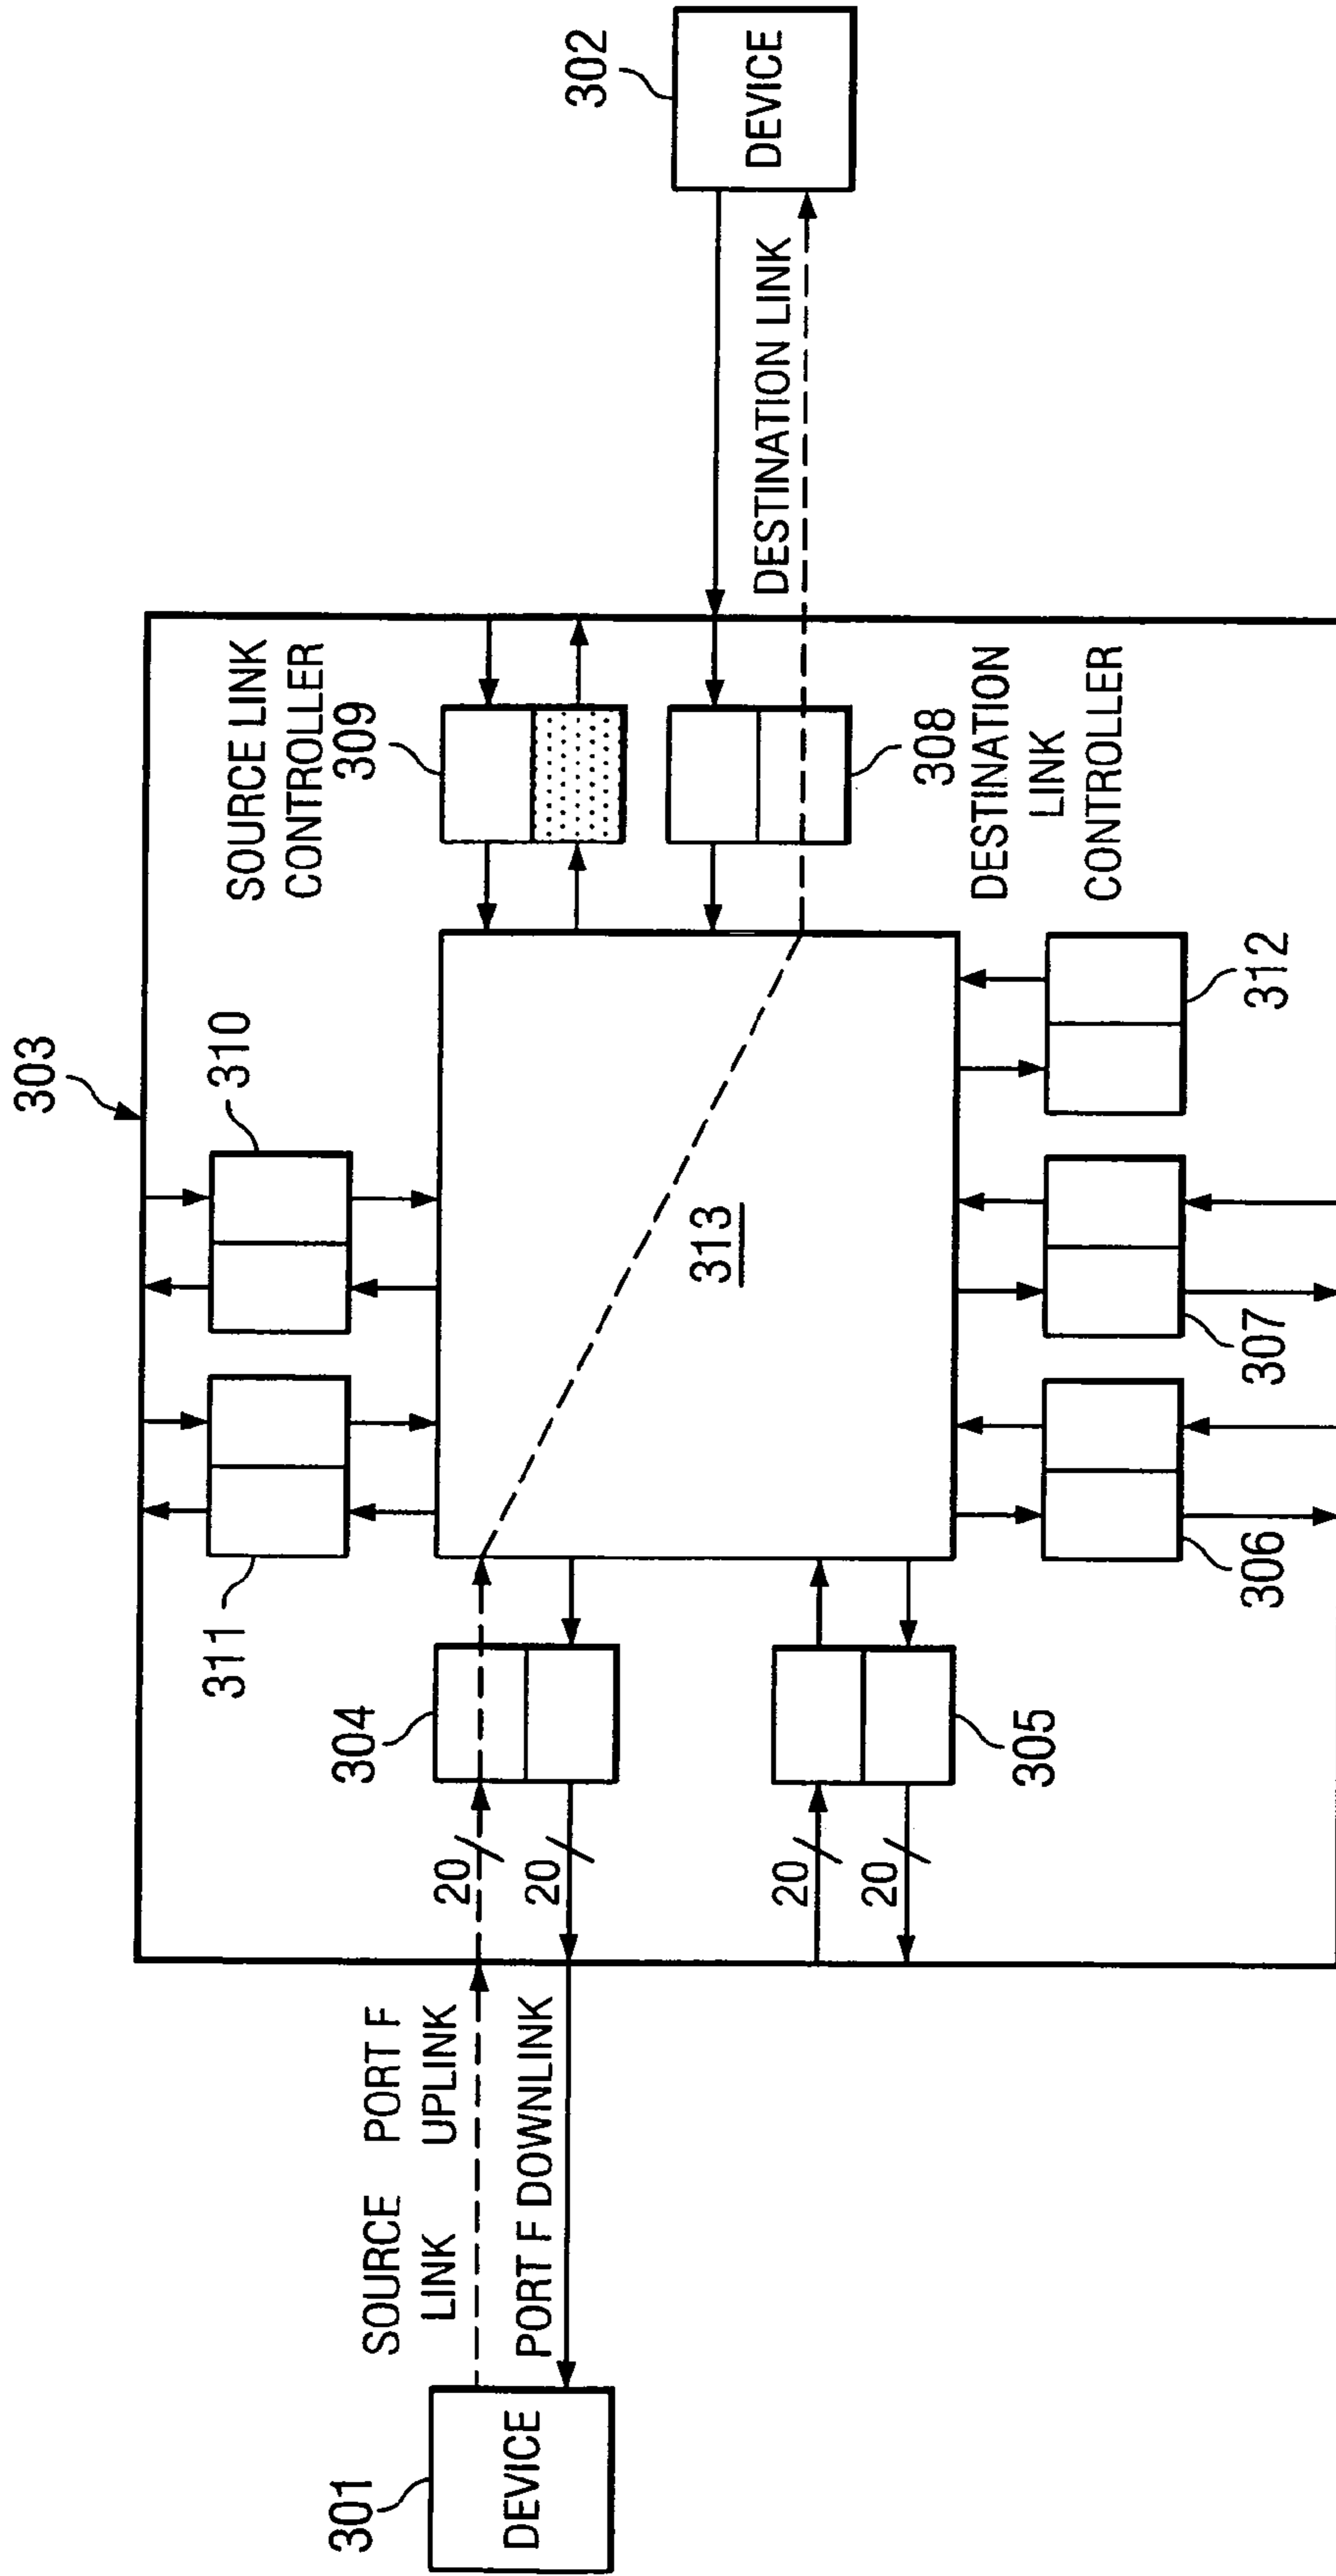 303
311
310
SOURCE LINK
CONTROLLER
309
301
DEVICE
SOURCE PORT F
LINK UPLINK
PORT F DOWNLINK
20
20
304
313
302
DEVICE
DESTINATION LINK
308
DESTINATION
LINK
CONTROLLER
20
20
305
306
307
312